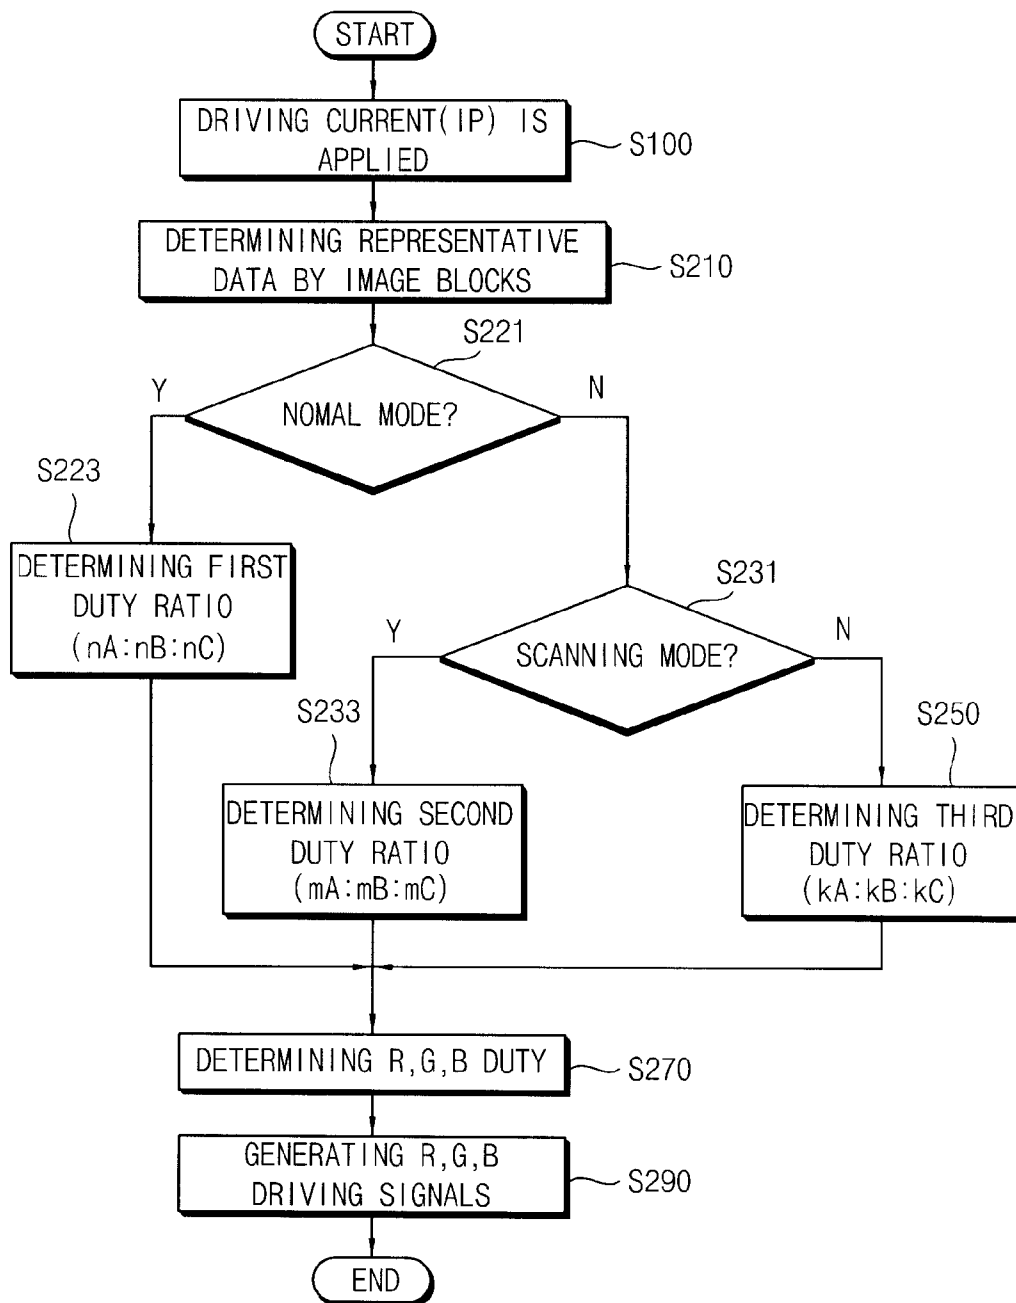 START
DRIVING CURRENT(IP) IS
APPLIED
S100
DETERMINING REPRESENTATIVE
DATA BY IMAGE BLOCKS
S210
S221
Y
N
NOMAL MODE?
S223
DETERMINING FIRST
DUTY RATIO
(nA:nB:nC)
S231
Y
N
SCANNING MODE?
S233
DETERMINING SECOND
DUTY RATIO
(mA:mB:mC)
S250
DETERMINING THIRD
DUTY RATIO
(kA:kB:kC)
DETERMINING R,G,B DUTY
S270
GENERATING R,G,B
DRIVING SIGNALS
S290
END